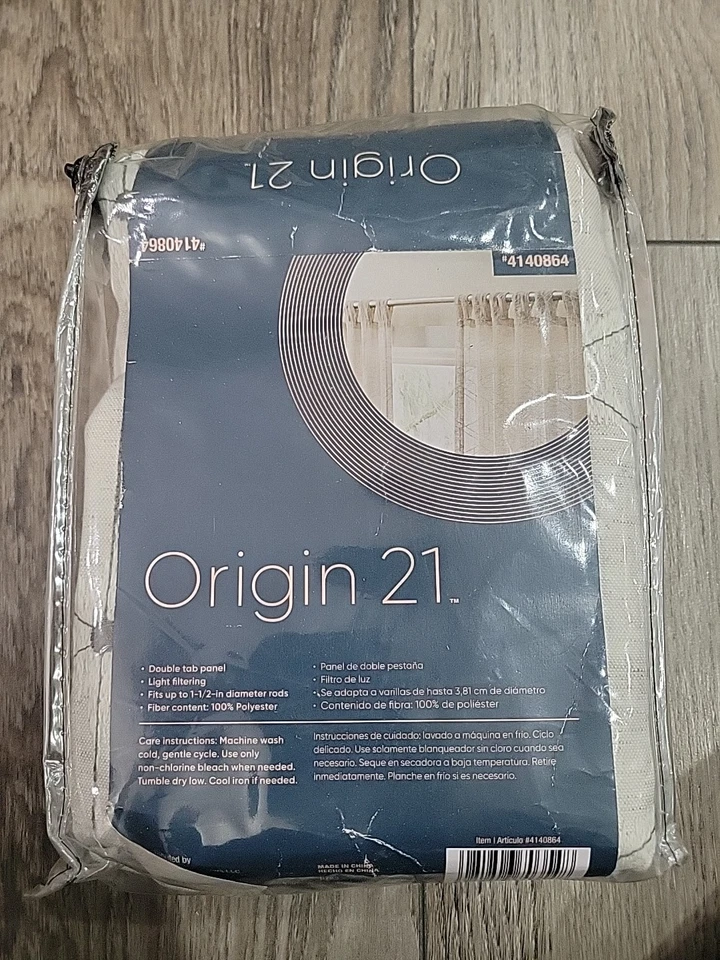 Origin 21™
#4140864
#4140864
Origin 21™
• Double tab panel
• Light filtering
• Fits up to 1-1/2-in diameter rods
• Fiber content: 100% Polyester
• Panel de doble pestaña
• Filtro de luz
• Se adapta a varillas de hasta 3,81 cm de diámetro
• Contenido de fibra: 100% de poliéster
Care instructions: Machine wash
cold, gentle cycle. Use only
non-chlorine bleach when needed.
Tumble dry low. Cool iron if needed.
Instrucciones de cuidado: lavado a máquina en frío. Ciclo
delicado. Use solamente blanqueador sin cloro cuando sea
necesario. Seque en secadora a baja temperatura. Retire
inmediatamente. Planche en frío si es necesario.
by
LLC
MADE IN CHINA
HECHO EN CHINA
Item | Artículo #4140864